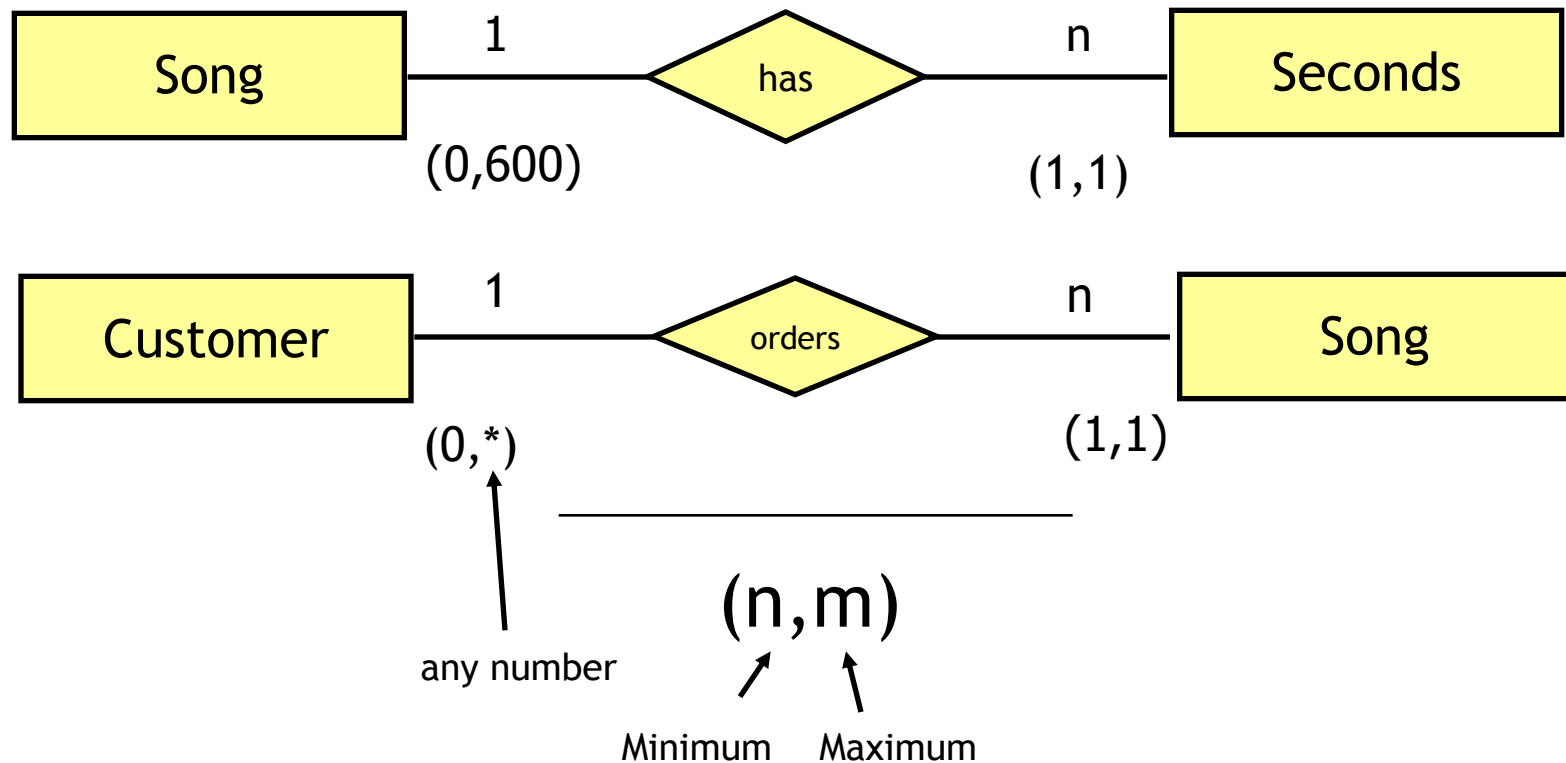 1 n
Song has Seconds
(0,600) (1,1)
1 n
Customer orders Song
(0,*) (1,1)
(n,m)
any number
Minimum Maximum